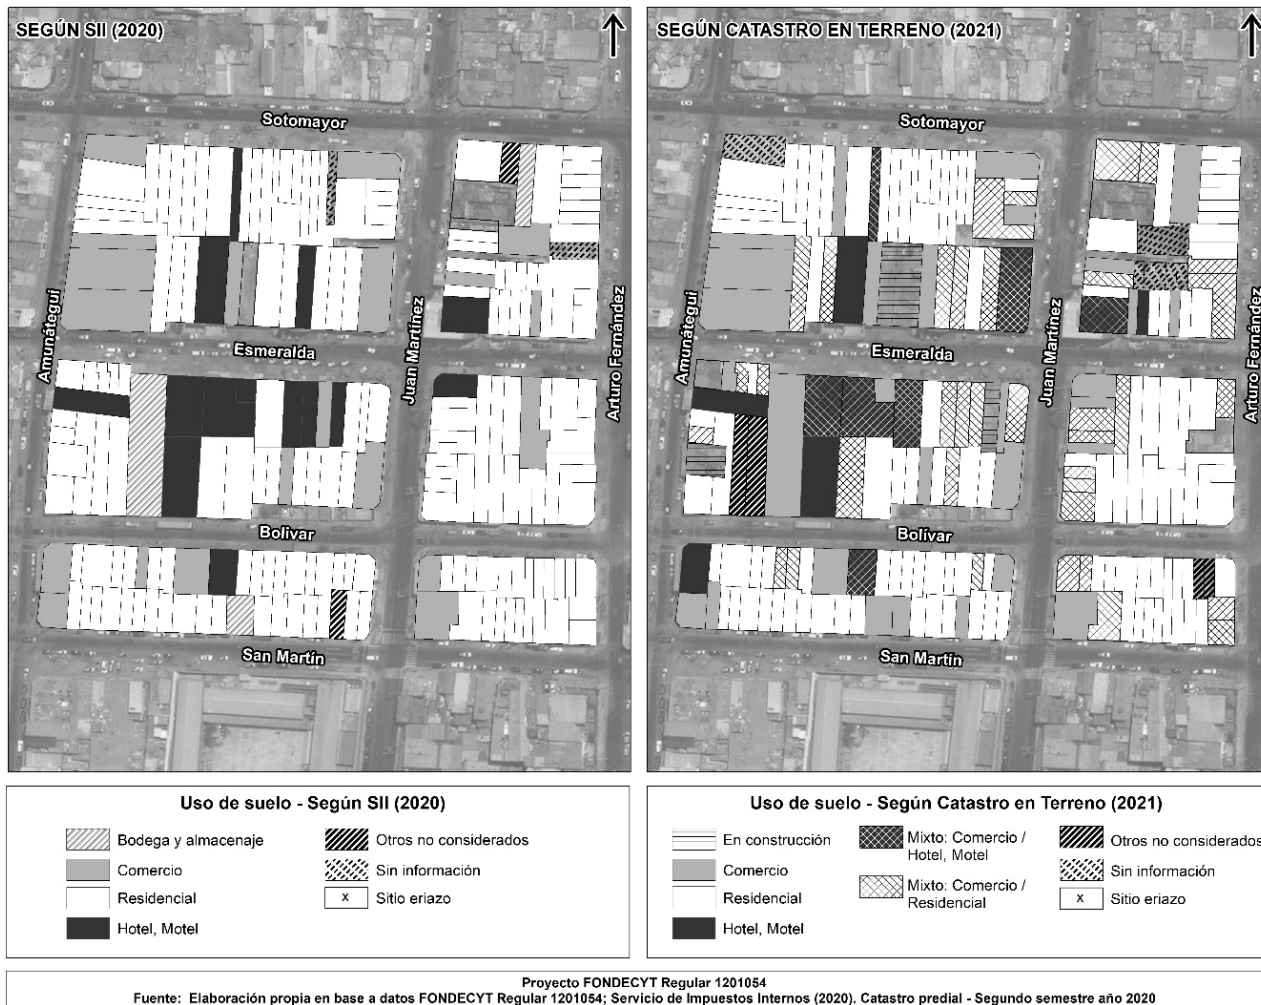 SEGÚN SII (2020)
Sotomayor
Amunátegui
Juan Martínez
Arturo Fernández
Esmeralda
Bolívar
San Martín
SEGÚN CATASTRO EN TERRENO (2021)
Sotomayor
Amunátegui
Juan Martínez
Arturo Fernández
Esmeralda
Bolívar
San Martín
Uso de suelo - Según SII (2020)
Bodega y almacenaje
Comercio
Residencial
Hotel, Motel
Otros no considerados
Sin información
x Sitio eriazo
Uso de suelo - Según Catastro en Terreno (2021)
En construcción
Comercio
Residencial
Hotel, Motel
Mixto: Comercio /
Hotel, Motel
Mixto: Comercio /
Residencial
Otros no considerados
Sin información
x Sitio eriazo
Proyecto FONDECYT Regular 1201054
Fuente: Elaboración propia en base a datos FONDECYT Regular 1201054; Servicio de Impuestos Internos (2020). Catastro predial - Segundo semestre año 2020